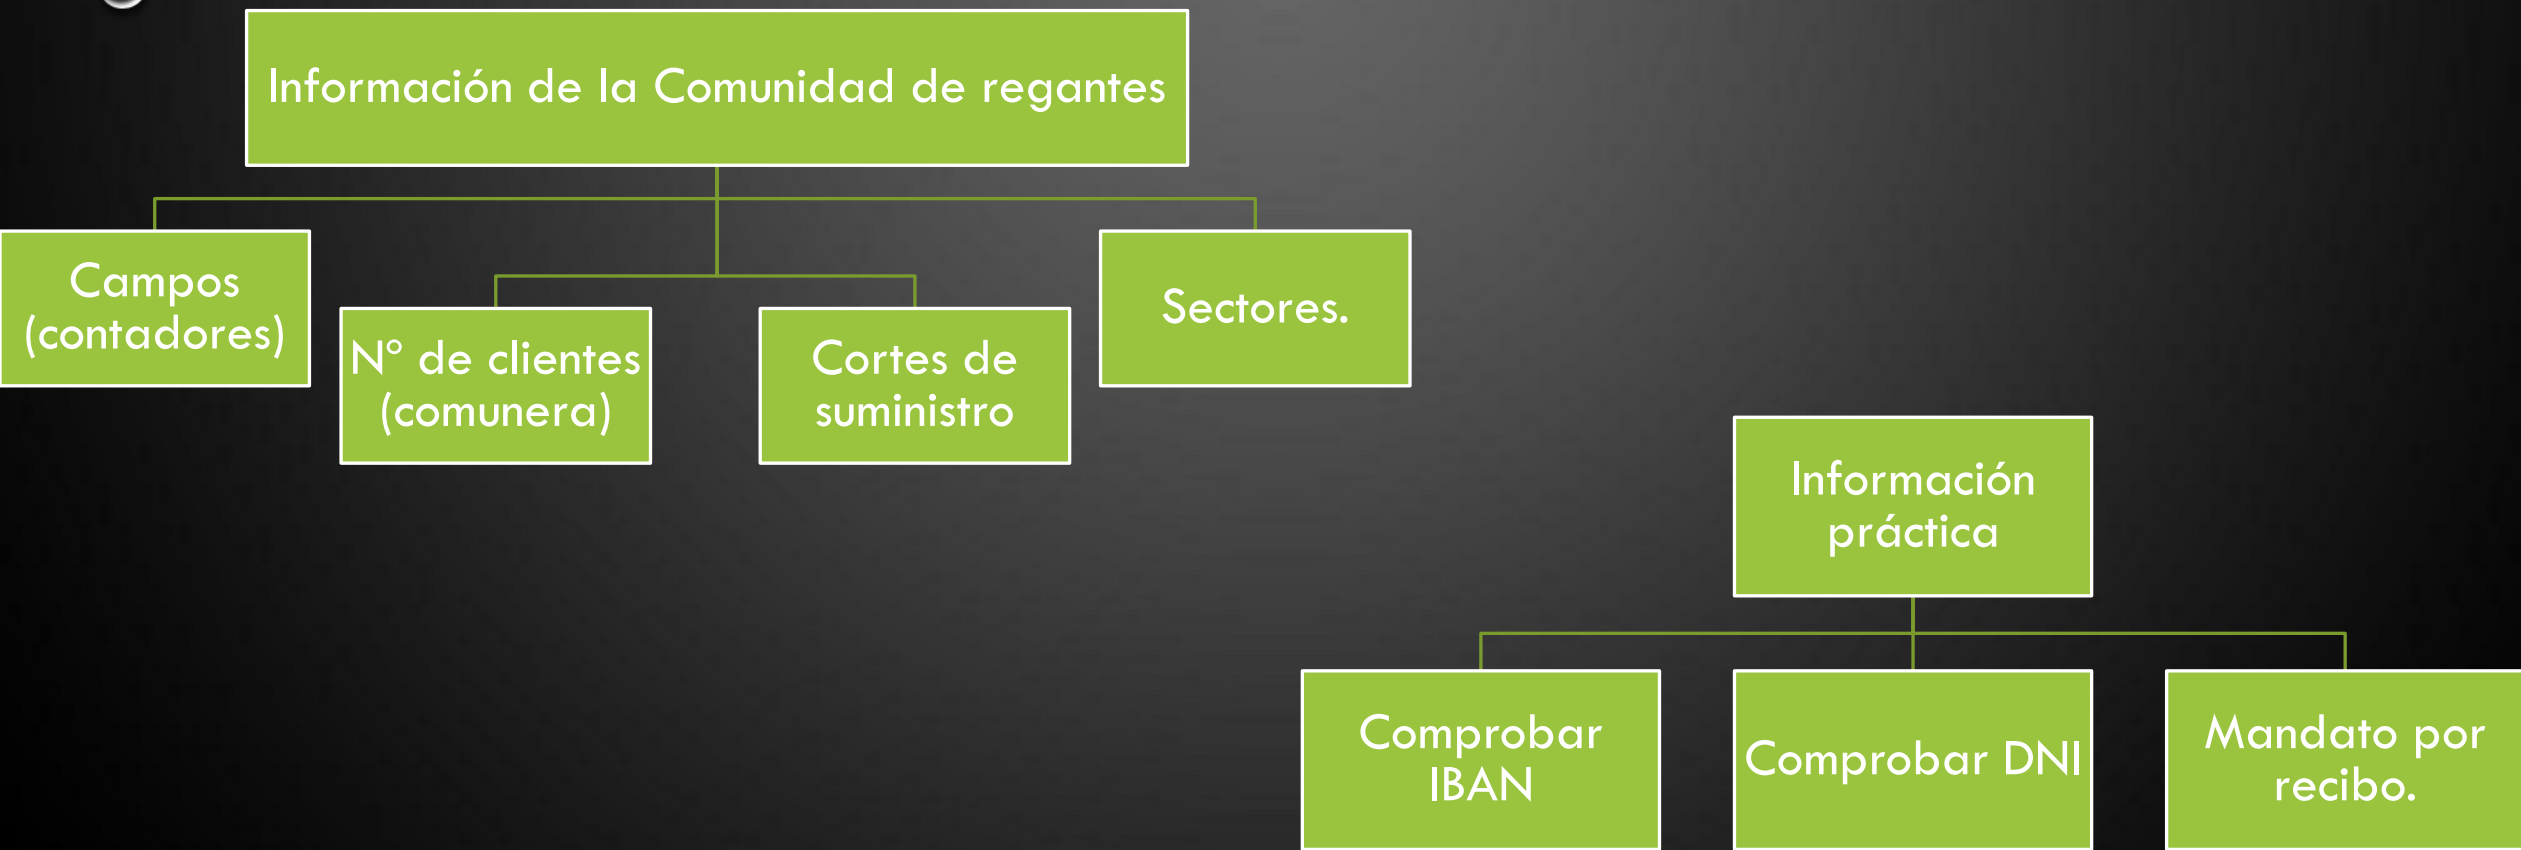 Información de la Comunidad de regantes
Campos
(contadores)
Nº de clientes
(comunera)
Cortes de
suministro
Sectores.
Información
práctica
Comprobar
IBAN
Comprobar DNI
Mandato por
recibo.